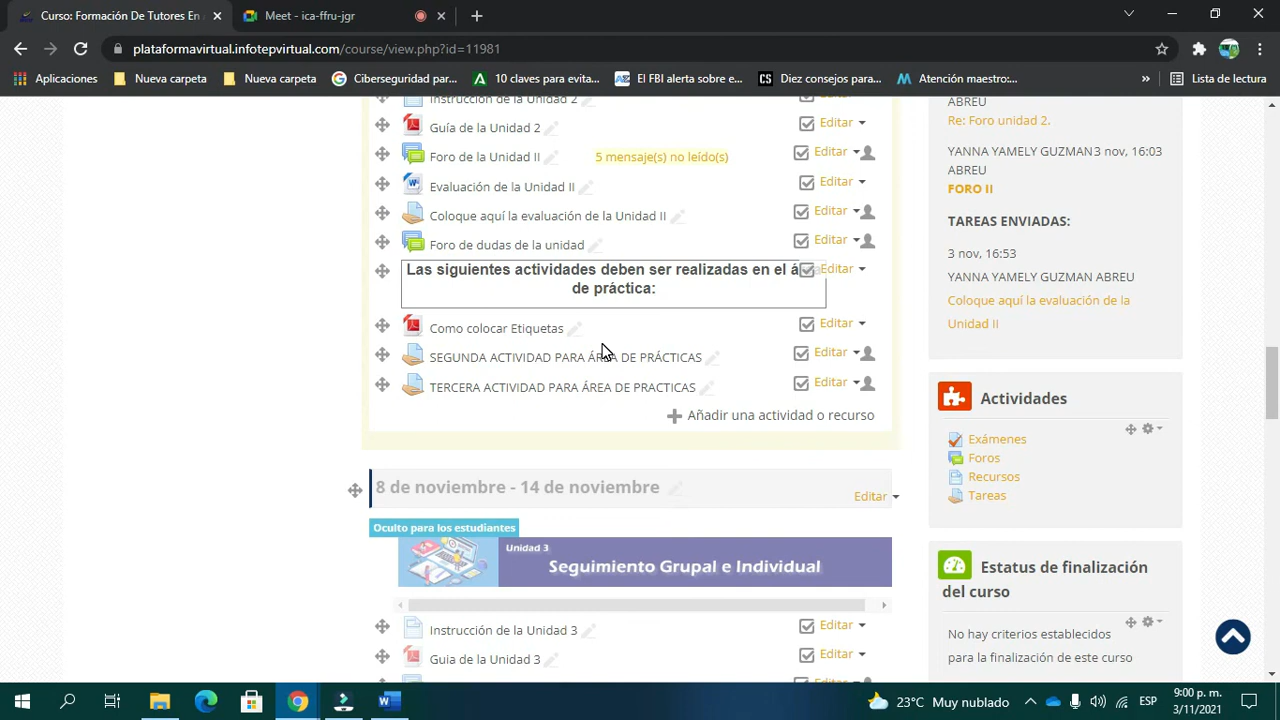 Curso: Formación De Tutores En
Meet - ica-ffru-jgr
plataformavirtual.infotepvirtual.com/course/view.php?id=11981
Aplicaciones
Nueva carpeta
Nueva carpeta
Ciberseguridad par...
10 claves para evita...
El FBI alerta sobre e...
Diez consejos para...
Atención maestro:...
»
Lista de lectura
Instrucción de la Unidad 2
Guía de la Unidad 2
Editar
Foro de la Unidad II
5 mensaje(s) no leído(s)
Editar
Evaluación de la Unidad II
Editar
Coloque aquí la evaluación de la Unidad II
Editar
Foro de dudas de la unidad
Editar
Las siguientes actividades deben ser realizadas en el
Editar
de práctica:
Como colocar Etiquetas
Editar
SEGUNDA ACTIVIDAD PARA ÁREA DE PRÁCTICAS
Editar
TERCERA ACTIVIDAD PARA ÁREA DE PRACTICAS
Editar
Añadir una actividad o recurso
8 de noviembre - 14 de noviembre
Editar
Oculto para los estudiantes
Unidad 3
Seguimiento Grupal e Individual
Instrucción de la Unidad 3
Editar
Guia de la Unidad 3
Editar
ABREU
Re: Foro unidad 2.
YANNA YAMELY GUZMAN 3 nov, 16:03
ABREU
FORO II
TAREAS ENVIADAS:
3 nov, 16:53
YANNA YAMELY GUZMAN ABREU
Coloque aquí la evaluación de la
Unidad II
Actividades
Exámenes
Foros
Recursos
Tareas
Estatus de finalización
del curso
No hay criterios establecidos
para la finalización de este curso
23°C Muy nublado
ESP
9:00 p. m.
3/11/2021